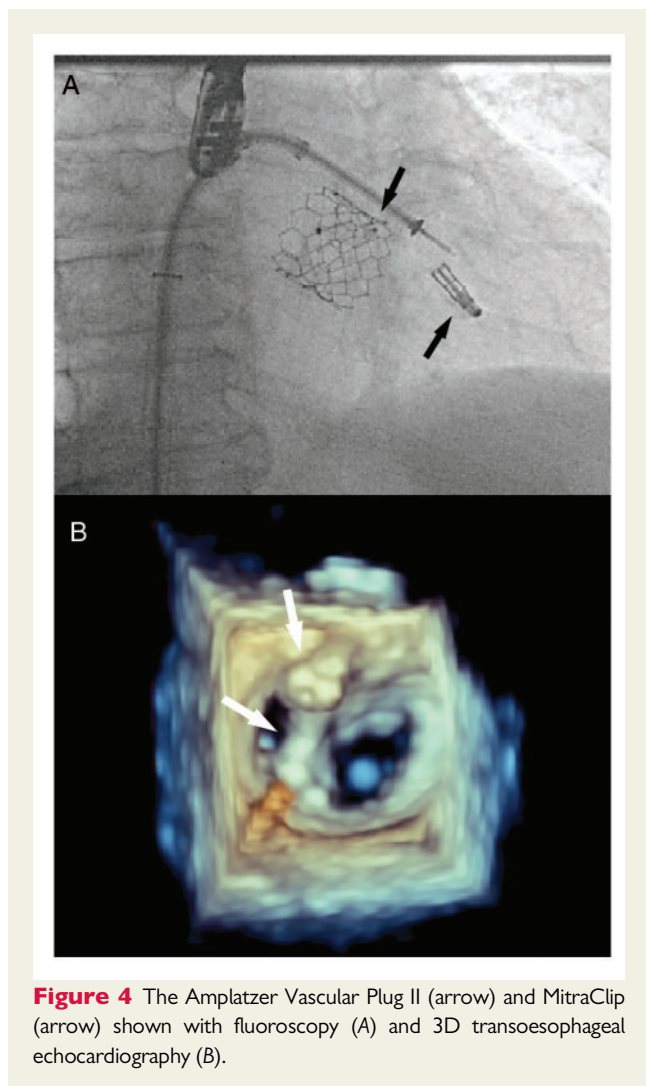 A
B
Figure 4 The Amplatzer Vascular Plug II (arrow) and MitraClip
(arrow) shown with fluoroscopy (A) and 3D transoesophageal
echocardiography (B).